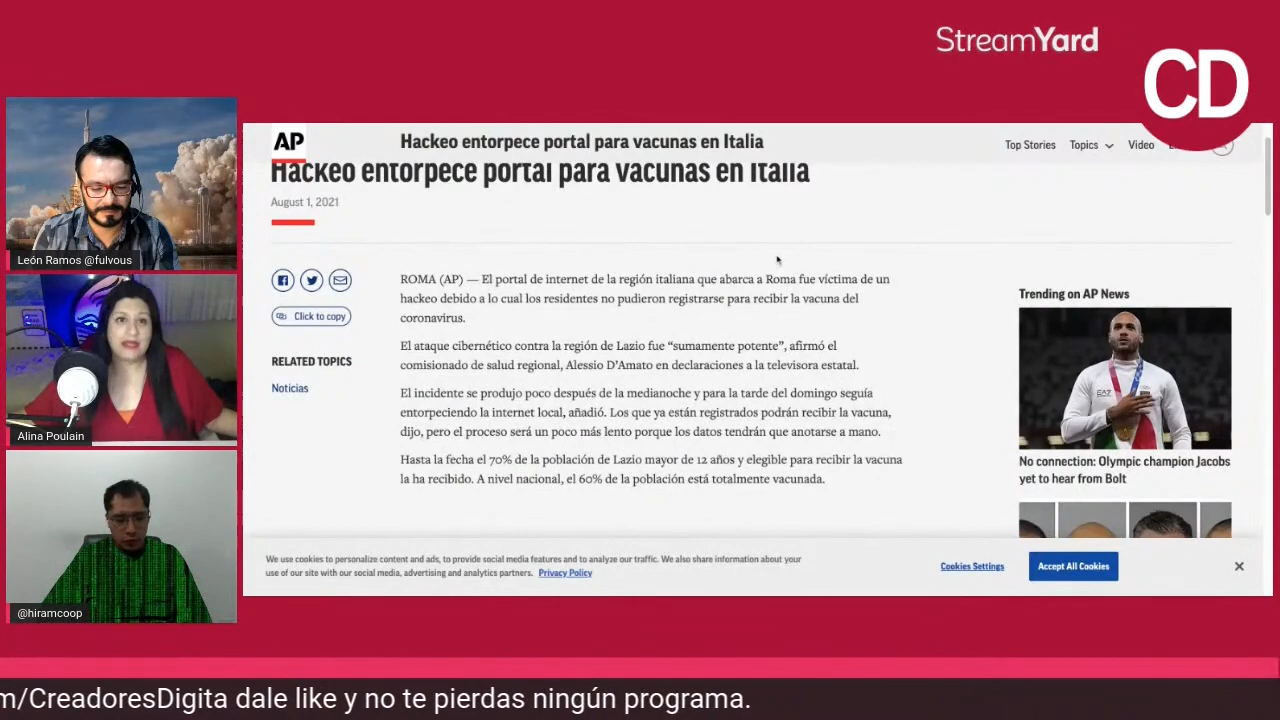 StreamYard
CD
León Ramos @fulvous
Alina Poulain
@hiramcoop
AP
Hackeo entorpece portal para vacunas en Italia
Top Stories
Topics
Video
Hackeo entorpece portal para vacunas en Italia
August 1, 2021
Click to copy
RELATED TOPICS
Noticias
ROMA (AP) — El portal de internet de la región italiana que abarca a Roma fue víctima de un
hackeo debido a lo cual los residentes no pudieron registrarse para recibir la vacuna del
coronavirus.
El ataque cibernético contra la región de Lazio fue “sumamente potente”, afirmó el
comisionado de salud regional, Alessio D’Amato en declaraciones a la televisora estatal.
El incidente se produjo poco después de la medianoche y para la tarde del domingo seguía
entorpeciendo la internet local, añadió. Los que ya están registrados podrán recibir la vacuna,
dijo, pero el proceso será un poco más lento porque los datos tendrán que anotarse a mano.
Hasta la fecha el 70% de la población de Lazio mayor de 12 años y elegible para recibir la vacuna
la ha recibido. A nivel nacional, el 60% de la población está totalmente vacunada.
Trending on AP News
No connection: Olympic champion Jacobs
yet to hear from Bolt
We use cookies to personalize content and ads, to provide social media features and to analyze our traffic. We also share information about your
use of our site with our social media, advertising and analytics partners. Privacy Policy
Cookies Settings
Accept All Cookies
m/CreadoresDigita dale like y no te pierdas ningún programa.